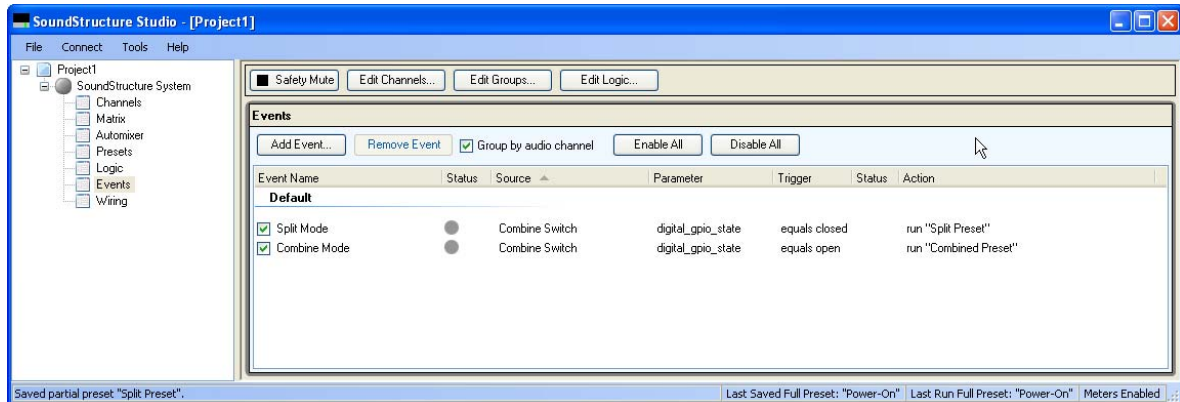 SoundStructure Studio - [Project1]
File Connect Tools Help
Project1
SoundStructure System
Channels
Matrix
Automixer
Presets
Logic
Events
Wiring
Safety Mute Edit Channels... Edit Groups... Edit Logic...
Events
Add Event... Remove Event Group by audio channel Enable All Disable All
Event Name Status Source Parameter Trigger Status Action
Default
Split Mode Combine Switch digital_gpio_state equals closed run "Split Preset"
Combine Mode Combine Switch digital_gpio_state equals open run "Combined Preset"
Saved partial preset "Split Preset". Last Saved Full Preset: "Power-On" Last Run Full Preset: "Power-On" Meters Enabled